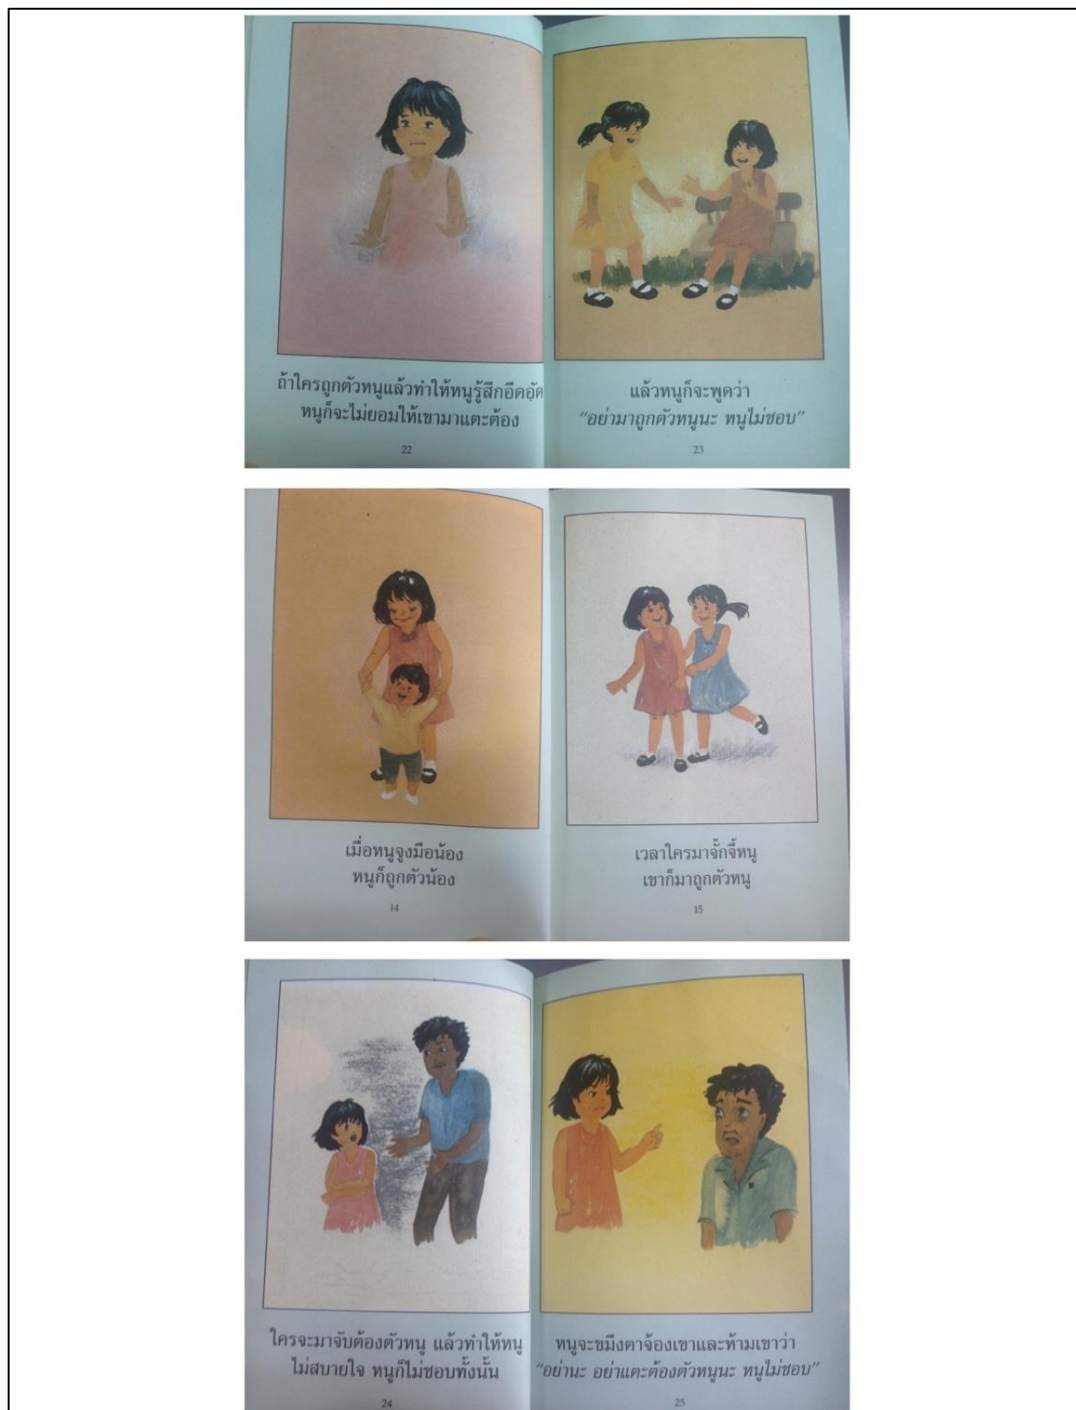 ถ้าใครถูกตัวหนูแล้วทำให้หนูรู้สึกอึดอัด
หนูก็จะไม่ยอมให้เขามาแตะต้อง
22
แล้วหนูก็จะพูดว่า
“อย่ามาถูกตัวหนูนะ หนูไม่ชอบ”
23
เมื่อหนูจูงมือน้อง
หนูก็ถูกตัวน้อง
14
เวลาใครมาจั๊กจี้หนู
เขาก็มาถูกตัวหนู
15
ใครจะมาจับต้องตัวหนู แล้วทำให้หนู
ไม่สบายใจ หนูก็ไม่ชอบทั้งนั้น
24
หนูจะขมึงตาจ้องเขาและห้ามเขาว่า
“อย่านะ อย่าแตะต้องตัวหนูนะ หนูไม่ชอบ”
25